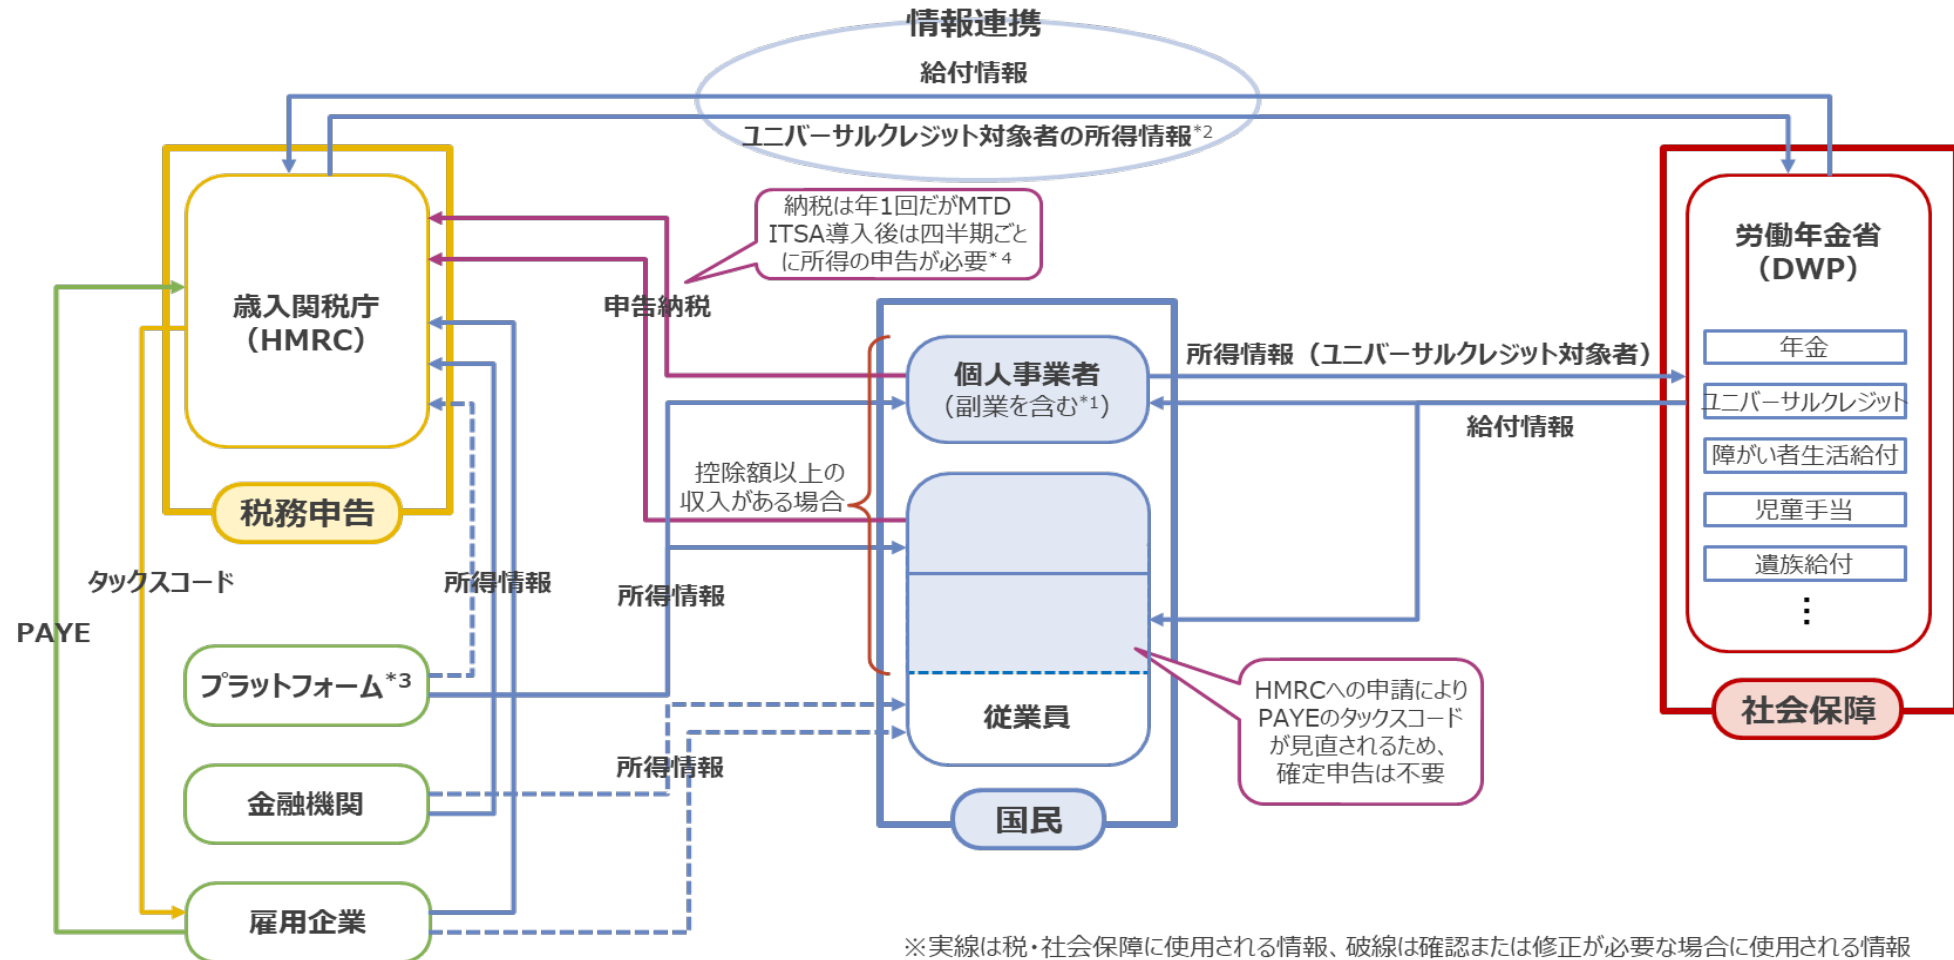 情報連携
給付情報
ユニバーサルクレジット対象者の所得情報*2
納税は年1回だがMTD
ITSA導入後は四半期ごと
に所得の申告が必要*4
申告納税
歳入関税庁
(HMRC)
税務申告
労働年金省
(DWP)
年金
ユニバーサルクレジット
障がい者生活給付
児童手当
遺族給付
⋮
社会保障
個人事業者
(副業を含む*1)
所得情報(ユニバーサルクレジット対象者)
給付情報
控除額以上の
収入がある場合
タックスコード
所得情報
所得情報
PAYE
プラットフォーム*3
従業員
HMRCへの申請により
PAYEのタックスコード
が見直されるため、
確定申告は不要
所得情報
金融機関
国民
雇用企業
※実線は税・社会保障に使用される情報、破線は確認または修正が必要な場合に使用される情報